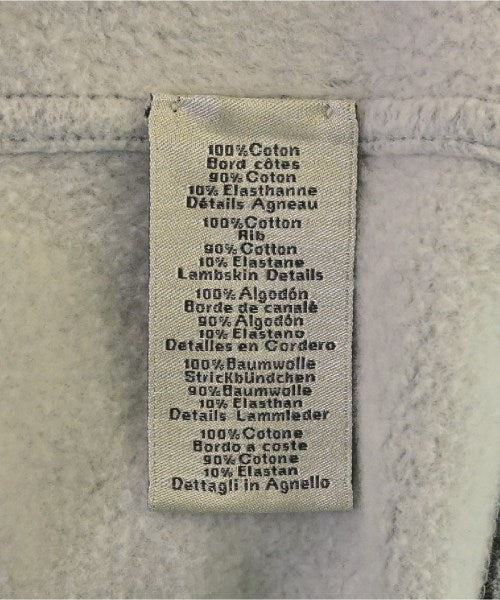 100% Coton
Bord côtes
90% Coton
10% Elasthanne
Détails Agneau
100% Cotton
Rib
90% Cotton
10% Elastane
Lambskin Details
100% Algodón
Borde de canalé
90% Algodón
10% Elastano
Detalles en Cordero
100% Baumwolle
Strickbündchen
90% Baumwolle
10% Elasthan
Details Lammleder
100% Cotone
Bordo a coste
90% Cotone
10% Elastan
Dettagli in Agnello